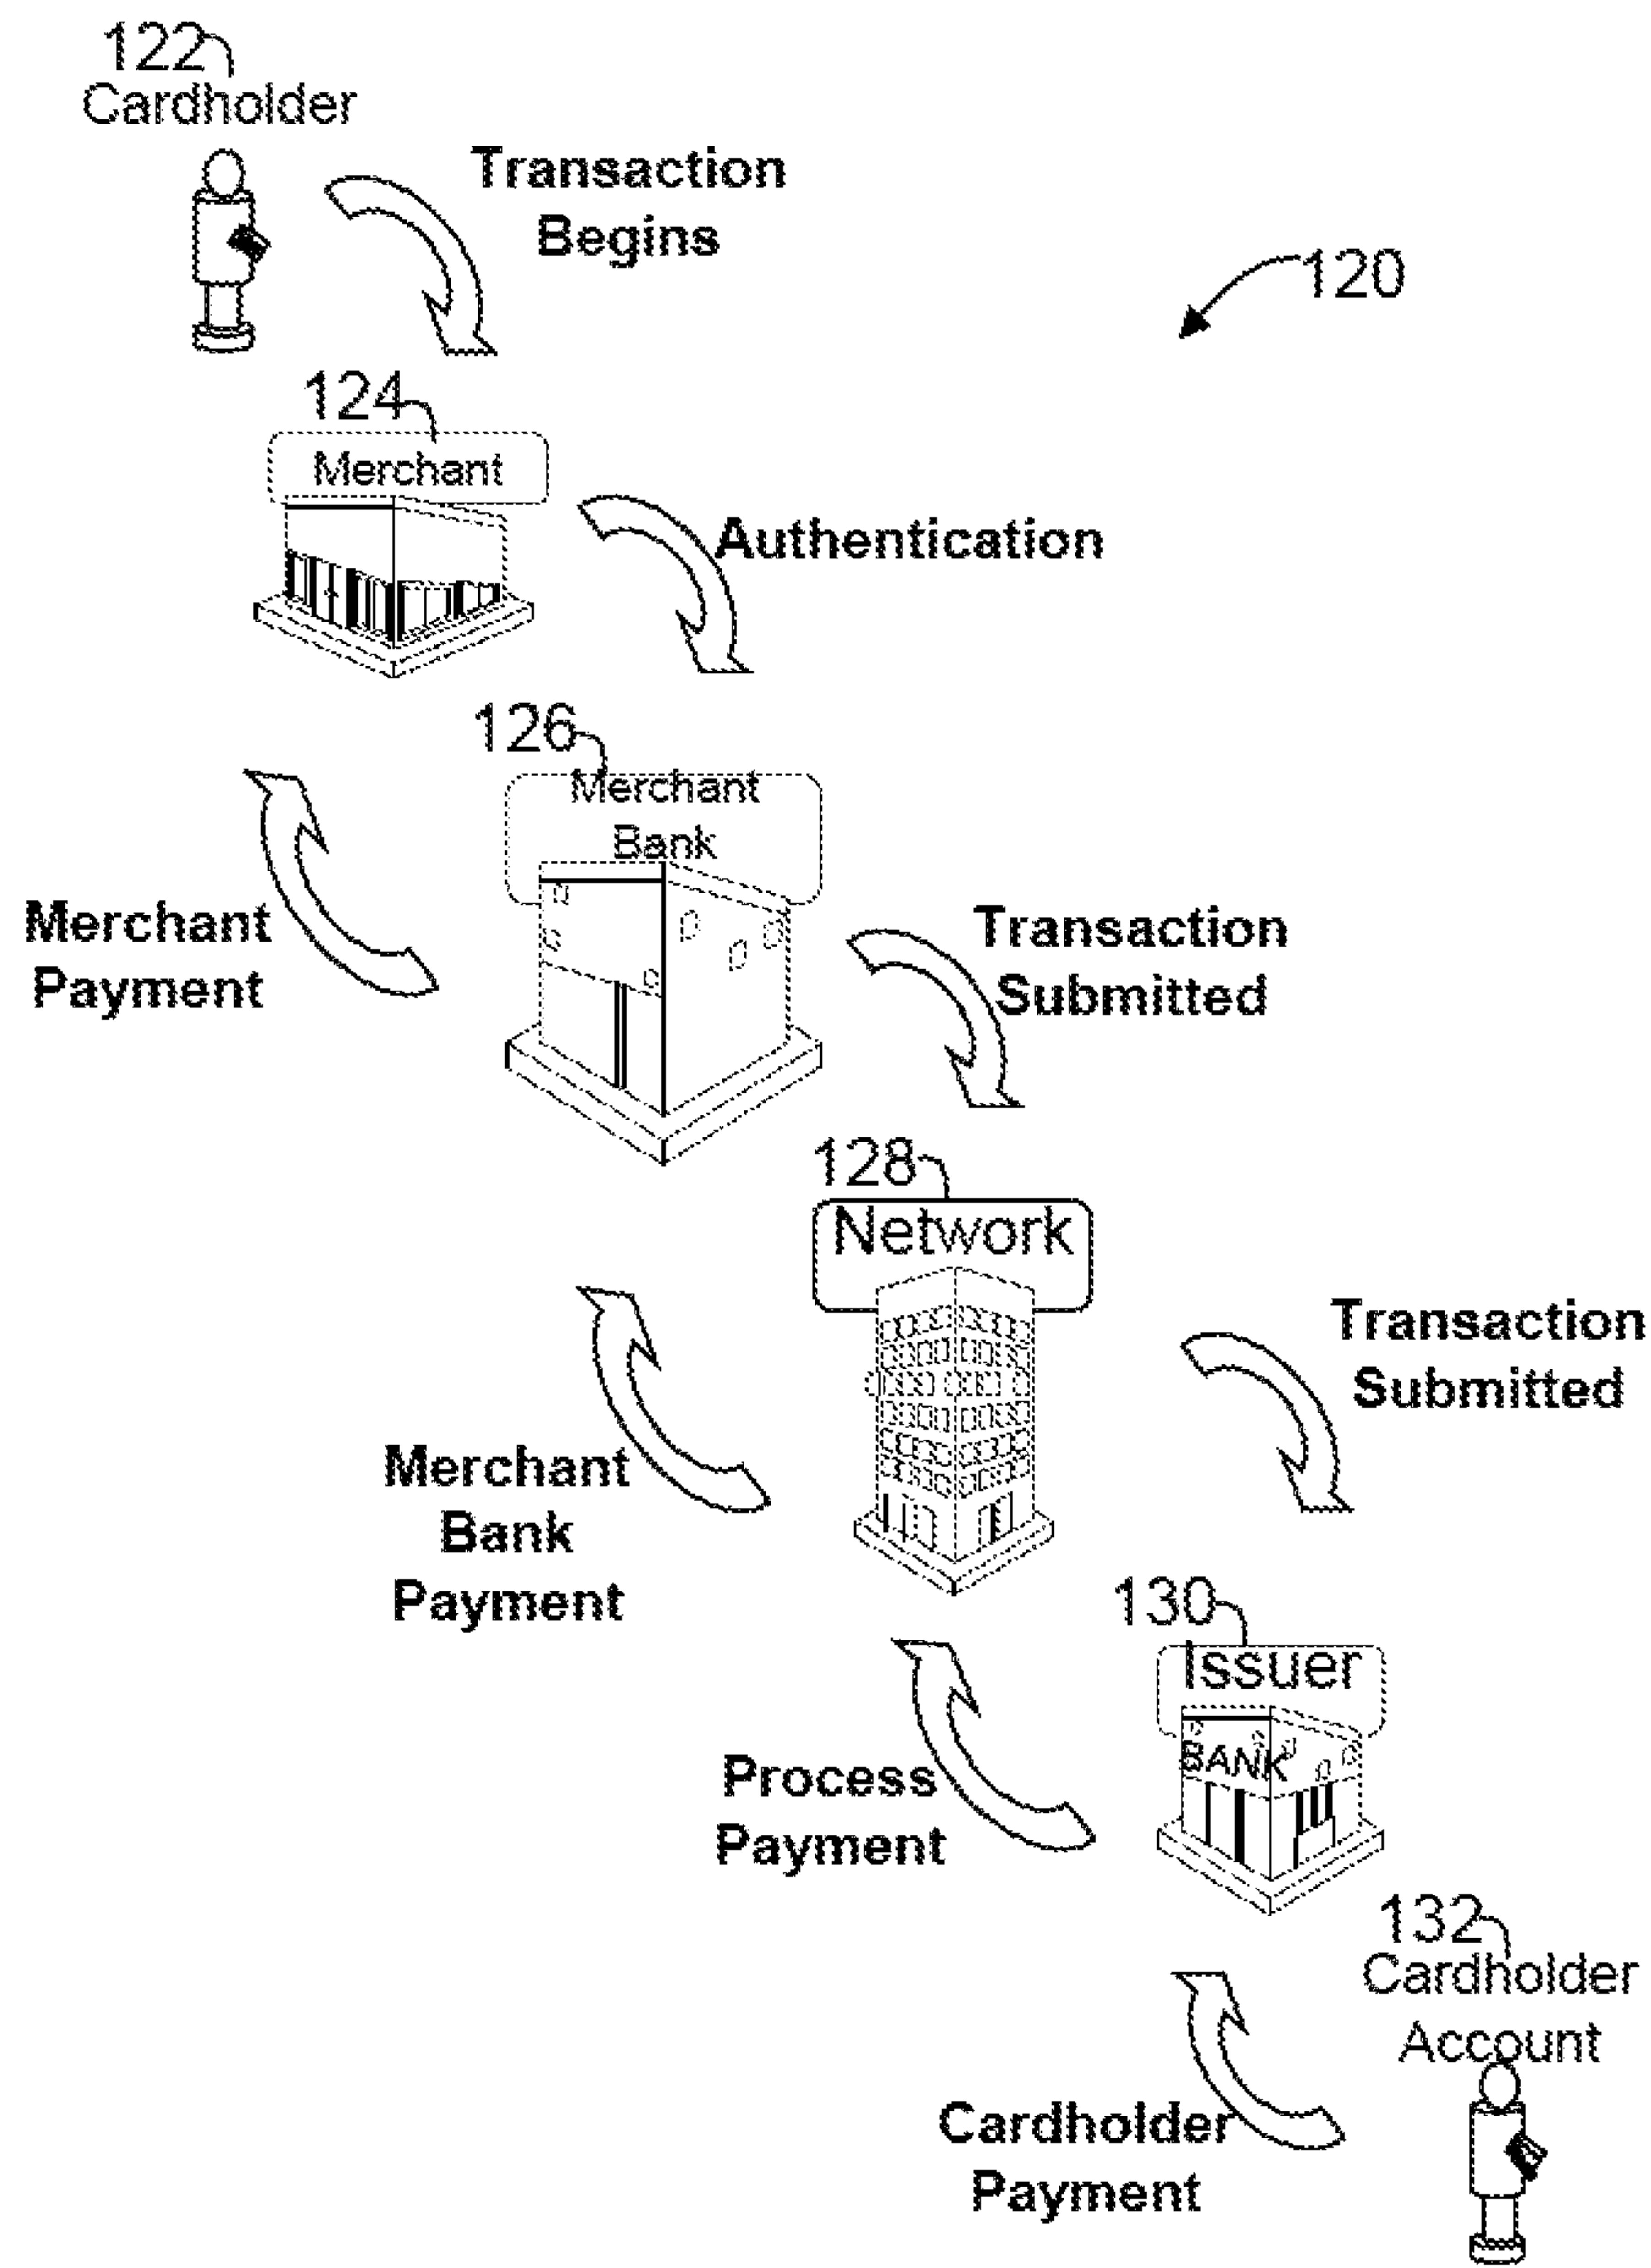 122
Cardholder
Transaction
Begins
120
124
Merchant
Authentication
126
Merchant
Bank
Merchant
Payment
Transaction
Submitted
128
Network
Transaction
Submitted
Merchant
Bank
Payment
130
Issuer
BANK
Process
Payment
132
Cardholder
Account
Cardholder
Payment